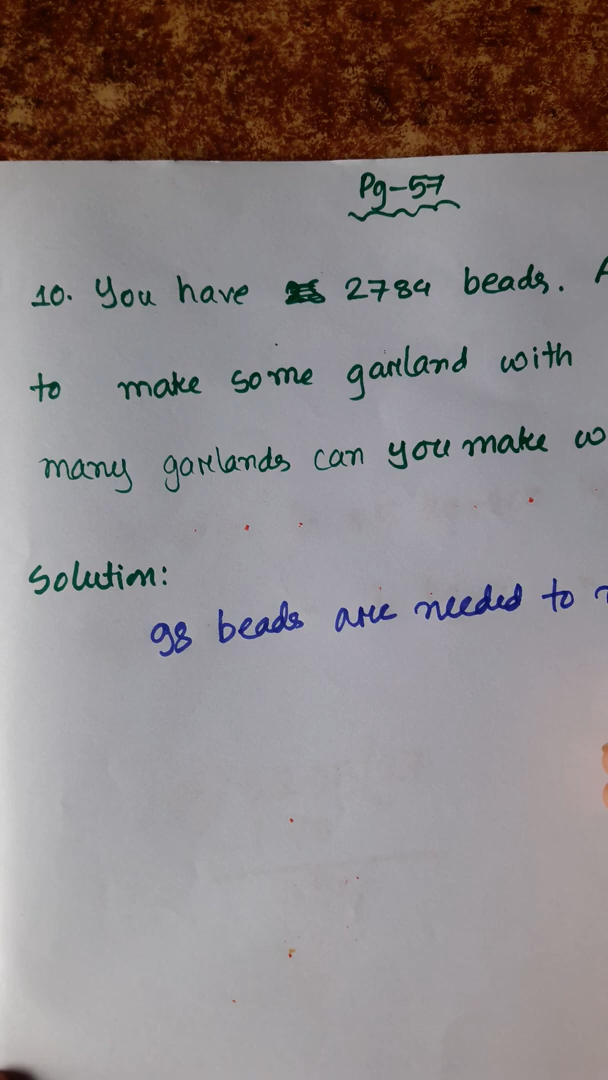 Pg-57
10. You have 2784 beads.
to make some garland with
many garlands can you make
Solution:
98 beads are needed to